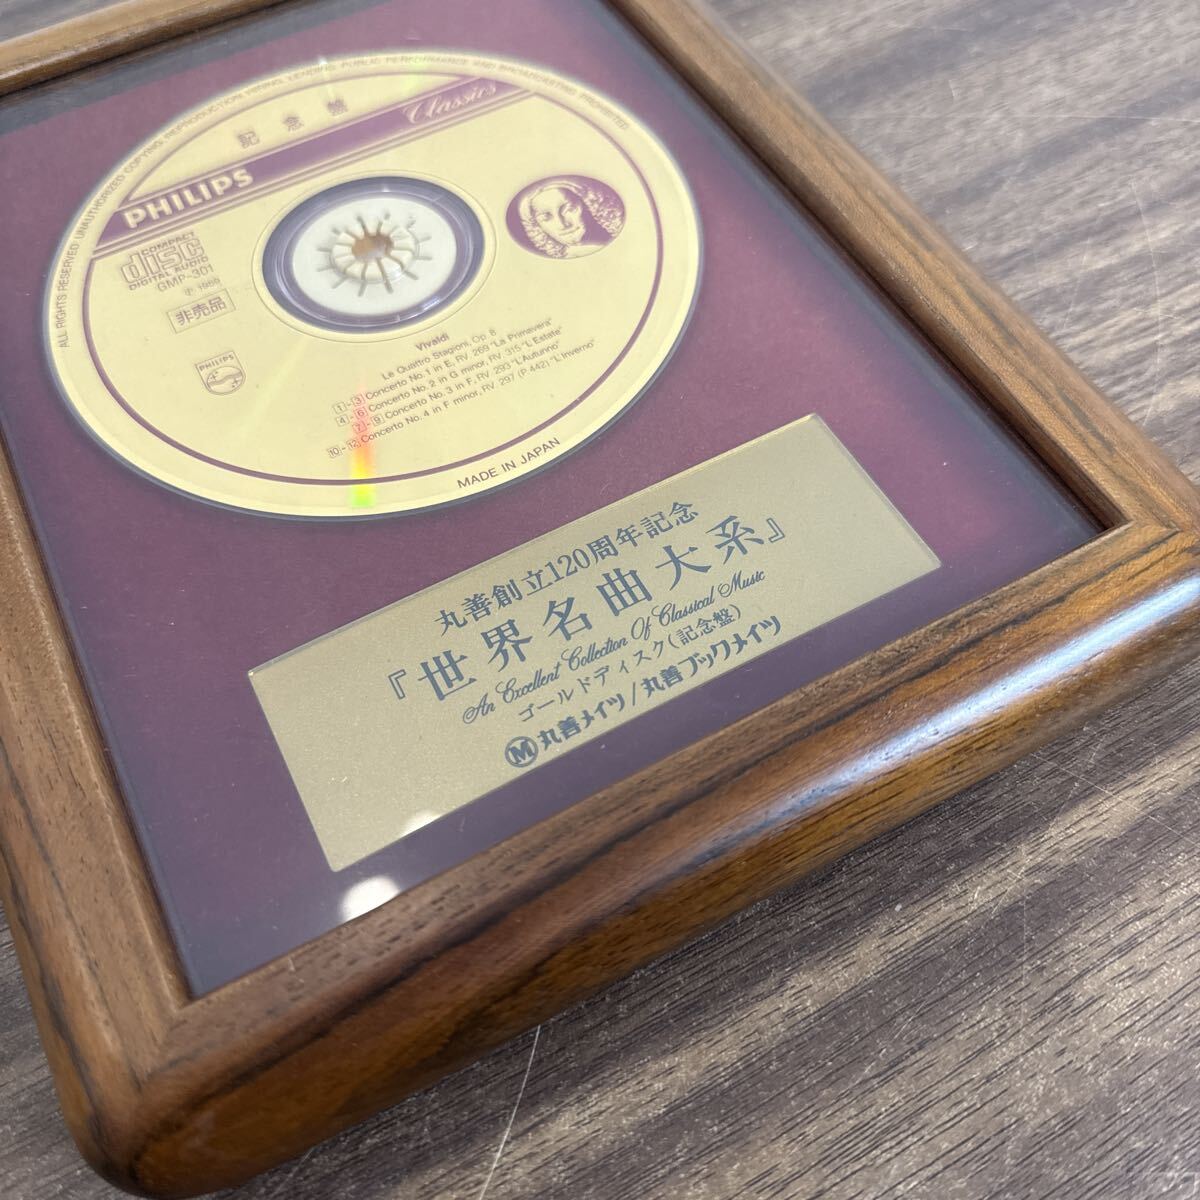 ALL RIGHTS RESERVED. UNAUTHORIZED COPYING, REPRODUCTION, HIRING, LENDING, PUBLIC PERFORMANCE AND BROADCASTING PROHIBITED
記念盤
Classics
PHILIPS
COMPACT
disc
DIGITAL AUDIO
GMP-301
℗ 1989
非売品
PHILIPS
Vivaldi
Le Quattro Stagioni, Op. 8
1-3 Concerto No. 1 in E, RV. 269 "La Primavera"
4-6 Concerto No. 2 in G minor, RV. 315 "L'Estate"
7-9 Concerto No. 3 in F, RV. 293 "L'Autunno"
10-12 Concerto No. 4 in F minor, RV. 297 (P. 442) "L'Inverno"
MADE IN JAPAN
丸善創立120周年記念
『世界名曲大系』
An Excellent Collection Of Classical Music
ゴールドディスク(記念盤)
M 丸善メイツ/丸善ブックメイツ